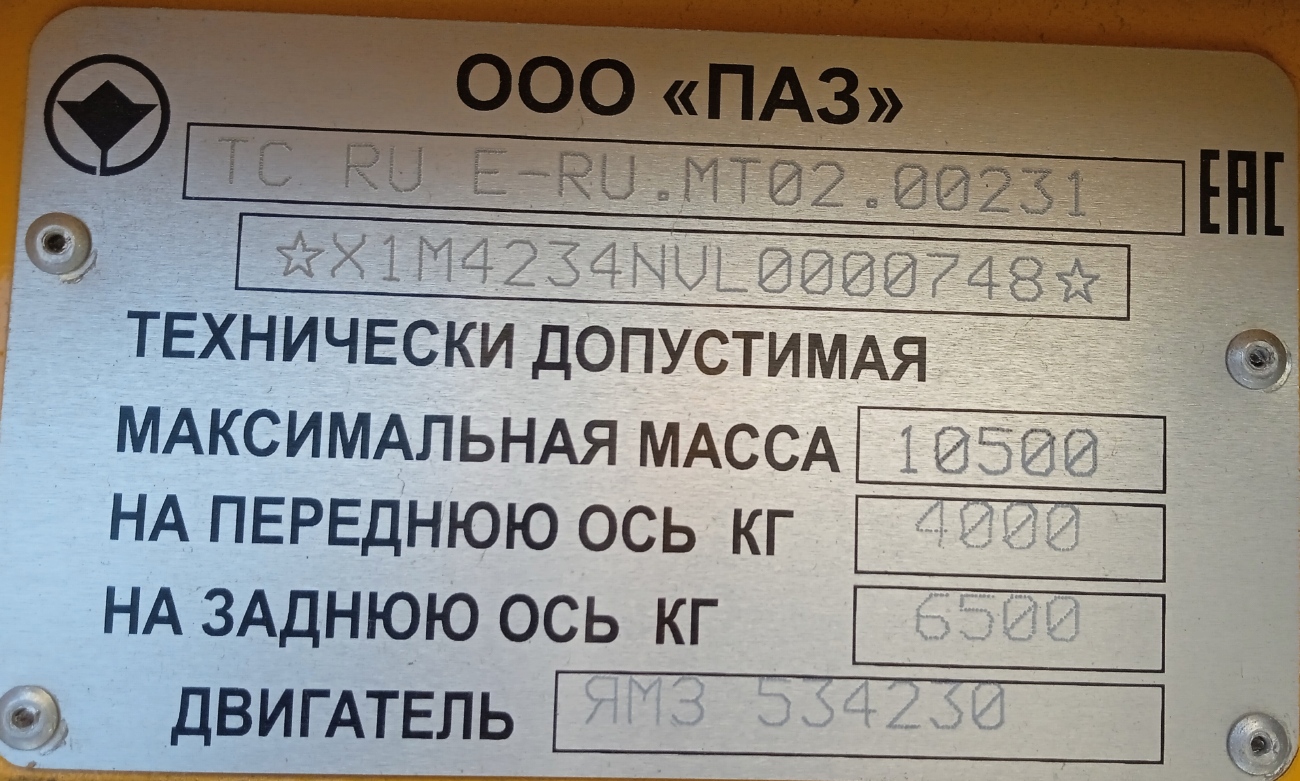 ООО «ПАЗ»
ТС RU Е-RU.МТ02.00231
EAC
☆X1M4234NVL0000748☆
ТЕХНИЧЕСКИ ДОПУСТИМАЯ
МАКСИМАЛЬНАЯ МАССА 10500
НА ПЕРЕДНЮЮ ОСЬ КГ 4000
НА ЗАДНЮЮ ОСЬ КГ 6500
ДВИГАТЕЛЬ ЯМЗ 534230